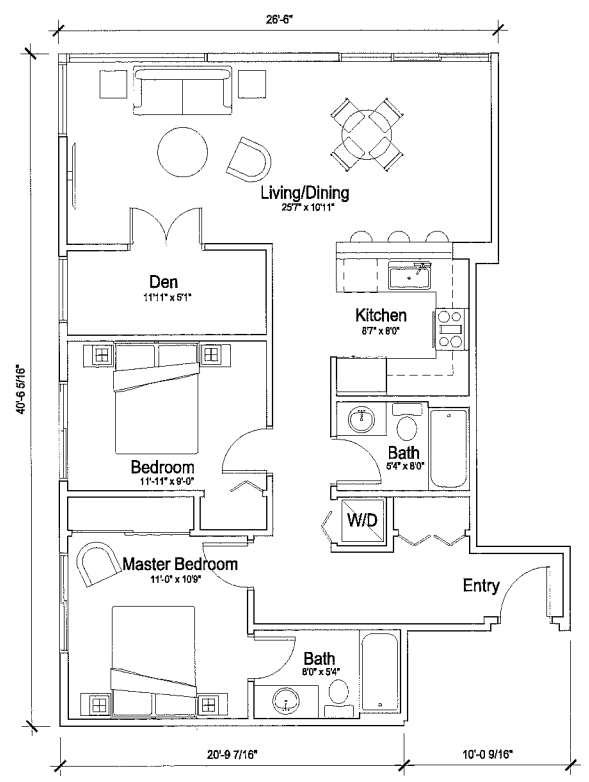 26'-6"
Living/Dining
25'7" x 10'11"
Den
11'11" x 5'1"
Kitchen
8'7" x 8'0"
40'-6 5/16"
Bedroom
11'-11" x 9'-0"
Bath
5'4" x 8'0"
W/D
Master Bedroom
11'-0" x 10'9"
Entry
Bath
8'0" x 5'4"
20'-9 7/16"
10'-0 9/16"